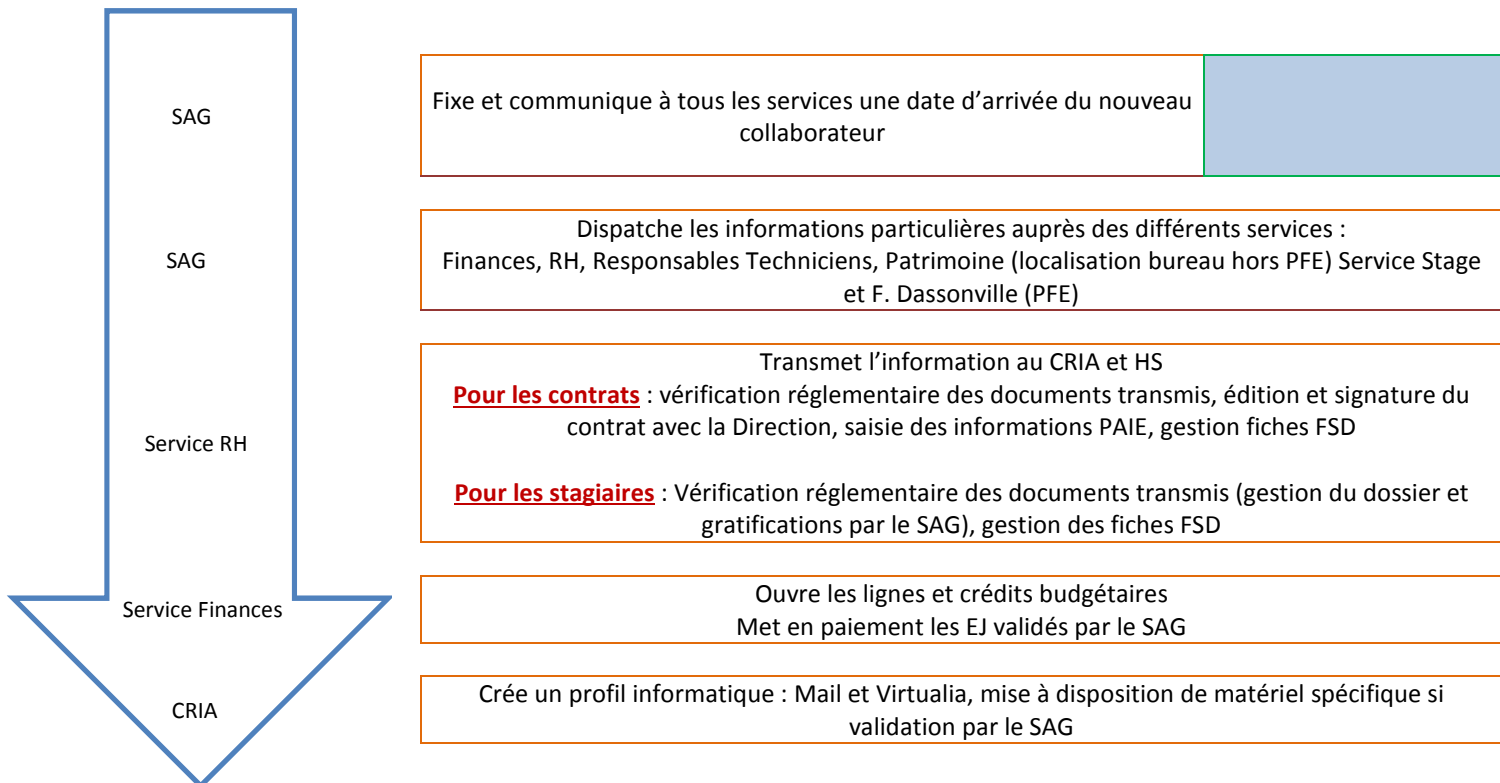 SAG
Fixe et communique à tous les services une date d’arrivée du nouveau
collaborateur
SAG
Dispatche les informations particulières auprès des différents services :
Finances, RH, Responsables Techniciens, Patrimoine (localisation bureau hors PFE) Service Stage
et F. Dassonville (PFE)
Service RH
Transmet l’information au CRIA et HS
Pour les contrats : vérification réglementaire des documents transmis, édition et signature du
contrat avec la Direction, saisie des informations PAIE, gestion fiches FSD
Pour les stagiaires : Vérification réglementaire des documents transmis (gestion du dossier et
gratifications par le SAG), gestion des fiches FSD
Service Finances
Ouvre les lignes et crédits budgétaires
Met en paiement les EJ validés par le SAG
CRIA
Crée un profil informatique : Mail et Virtualia, mise à disposition de matériel spécifique si
validation par le SAG